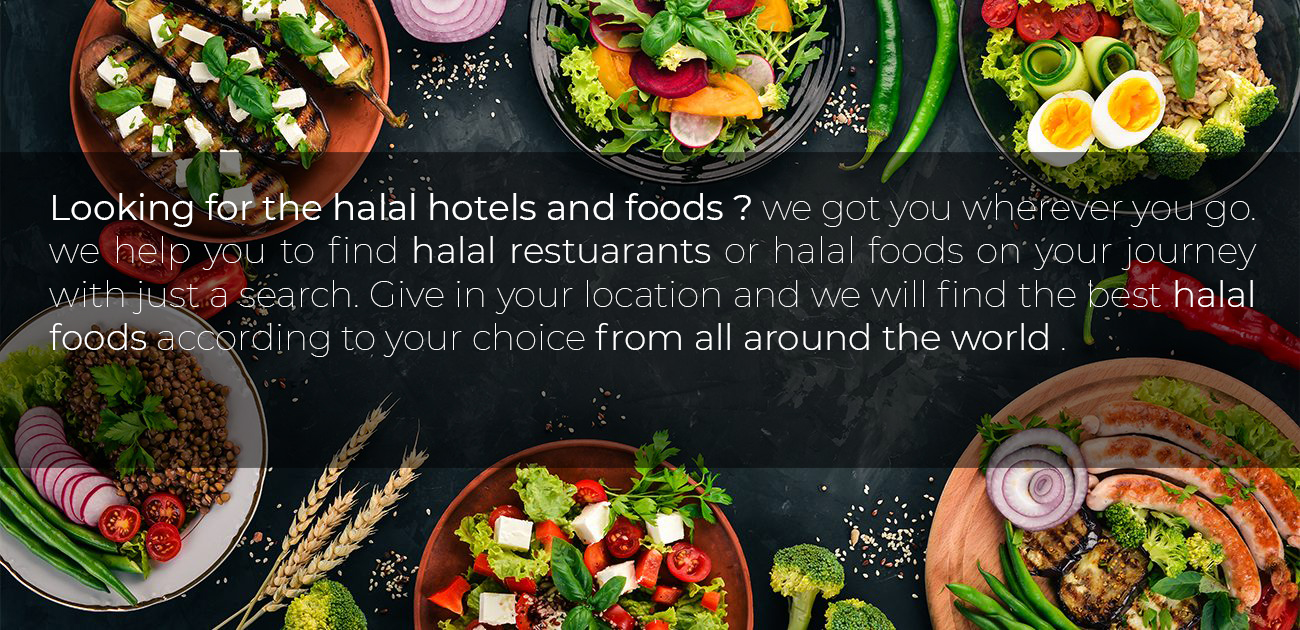 Looking for the halal hotels and foods ? we got you wherever you go.
we help you to find halal restuarants or halal foods on your journey
with just a search. Give in your location and we will find the best halal
foods according to your choice from all around the world .